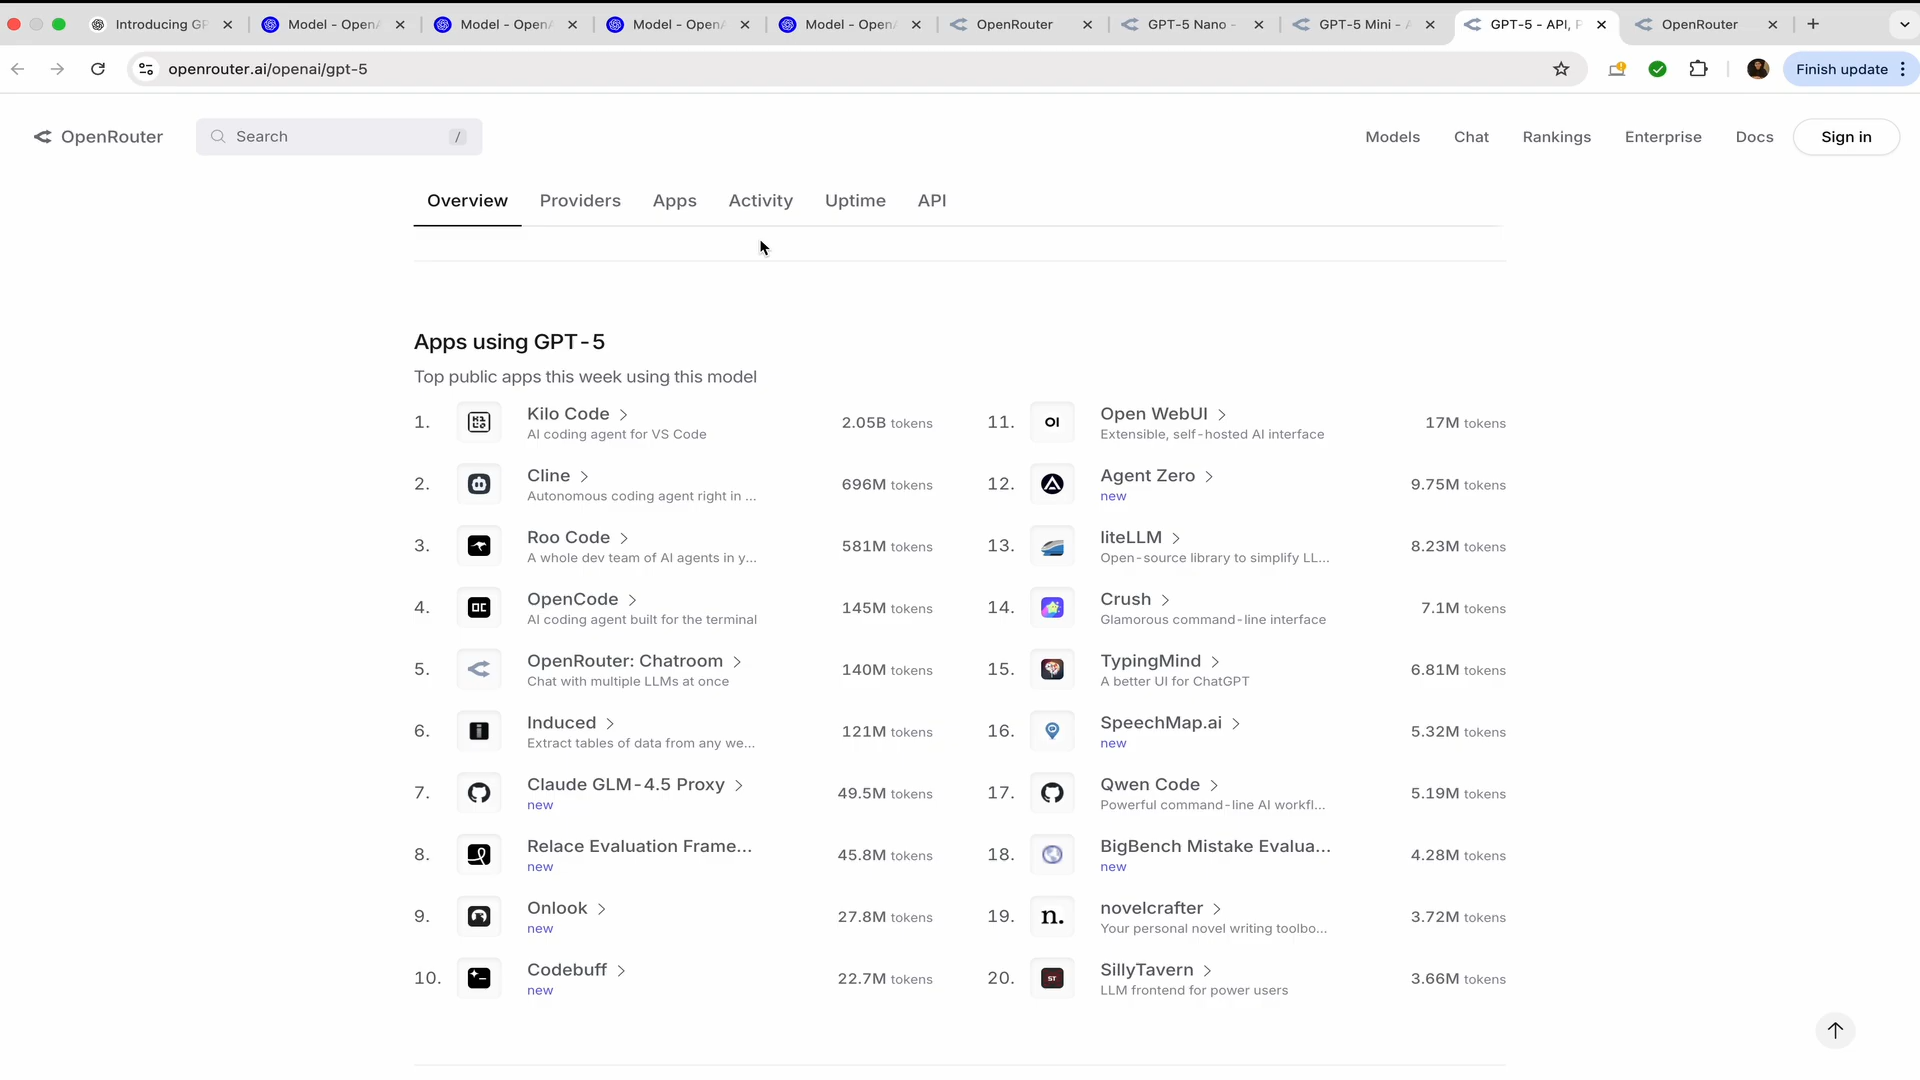 Introducing GP
Model - OpenA
Model - OpenA
Model - OpenA
Model - OpenA
OpenRouter
GPT-5 Nano -
GPT-5 Mini - A
GPT-5 - API, P
OpenRouter
openrouter.ai/openai/gpt-5
Finish update
OpenRouter
Search
/
Models
Chat
Rankings
Enterprise
Docs
Sign in
Overview
Providers
Apps
Activity
Uptime
API
Apps using GPT-5
Top public apps this week using this model
1. Kilo Code 2.05B tokens
AI coding agent for VS Code
2. Cline 696M tokens
Autonomous coding agent right in ...
3. Roo Code 581M tokens
A whole dev team of AI agents in y...
4. OC OpenCode 145M tokens
AI coding agent built for the terminal
5. OpenRouter: Chatroom 140M tokens
Chat with multiple LLMs at once
6. Induced 121M tokens
Extract tables of data from any we...
7. Claude GLM-4.5 Proxy 49.5M tokens
new
8. Relace Evaluation Frame... 45.8M tokens
new
9. Onlook 27.8M tokens
new
10. Codebuff 22.7M tokens
new
11. OI Open WebUI 17M tokens
Extensible, self-hosted AI interface
12. Agent Zero 9.75M tokens
new
13. liteLLM 8.23M tokens
Open-source library to simplify LL...
14. Crush 7.1M tokens
Glamorous command-line interface
15. TypingMind 6.81M tokens
A better UI for ChatGPT
16. SpeechMap.ai 5.32M tokens
new
17. Qwen Code 5.19M tokens
Powerful command-line AI workfl...
18. BigBench Mistake Evalua... 4.28M tokens
new
19. n. novelcrafter 3.72M tokens
Your personal novel writing toolbo...
20. ST SillyTavern 3.66M tokens
LLM frontend for power users